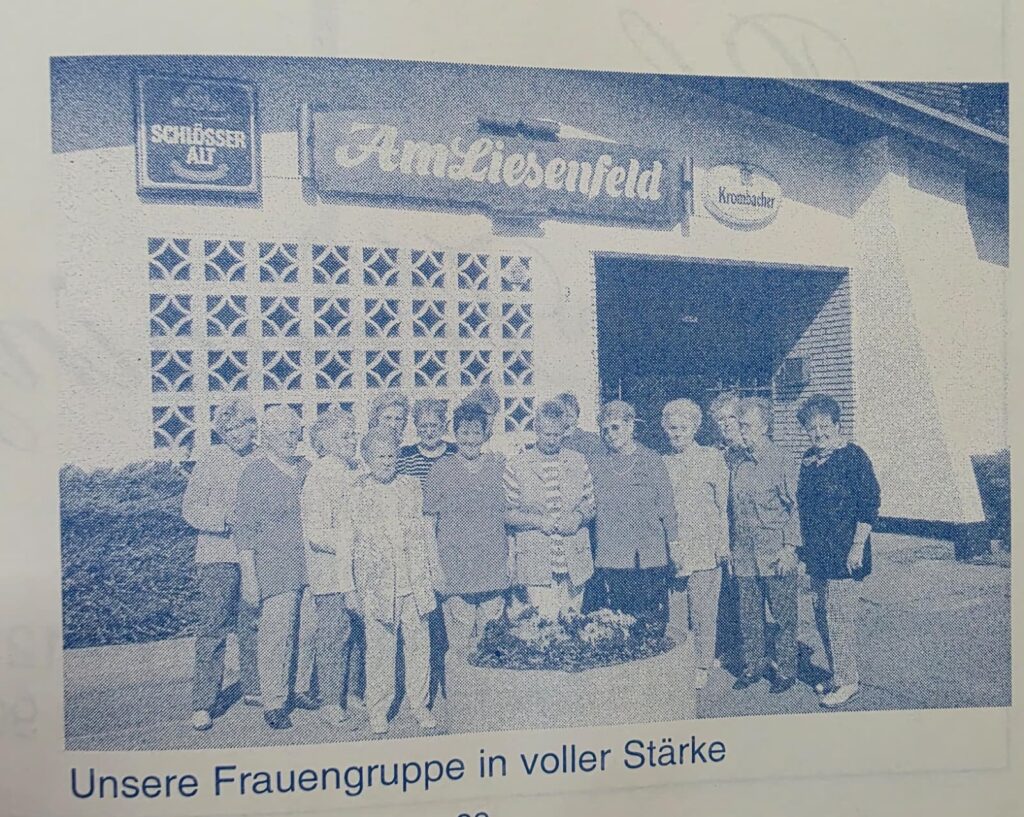 SCHLÖSSER
ALT
Am Liesenfeld
Krombacher
Unsere Frauengruppe in voller Stärke